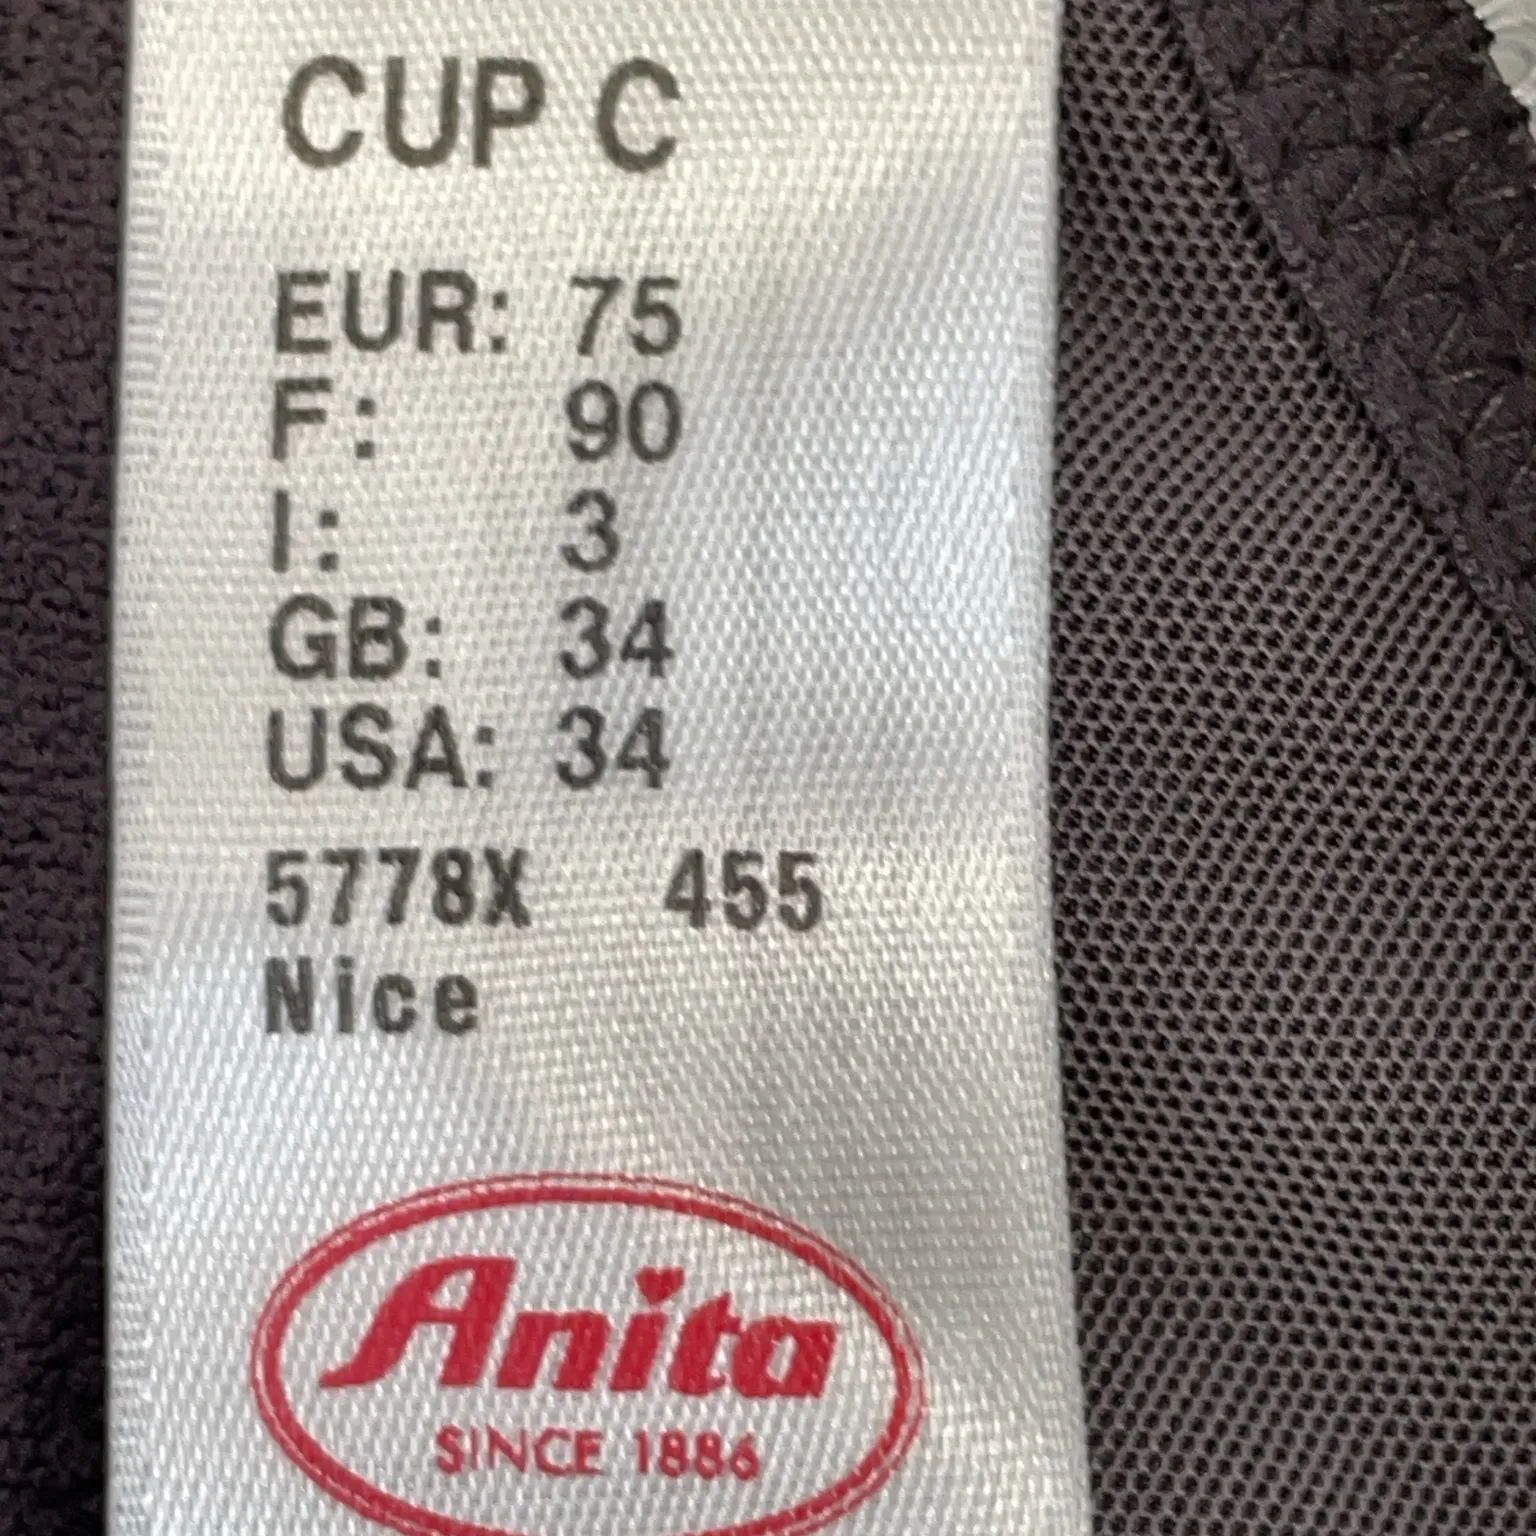 CUP C
EUR: 75
F: 90
I: 3
GB: 34
USA: 34
5778X 455
Nice
Anita
SINCE 1886